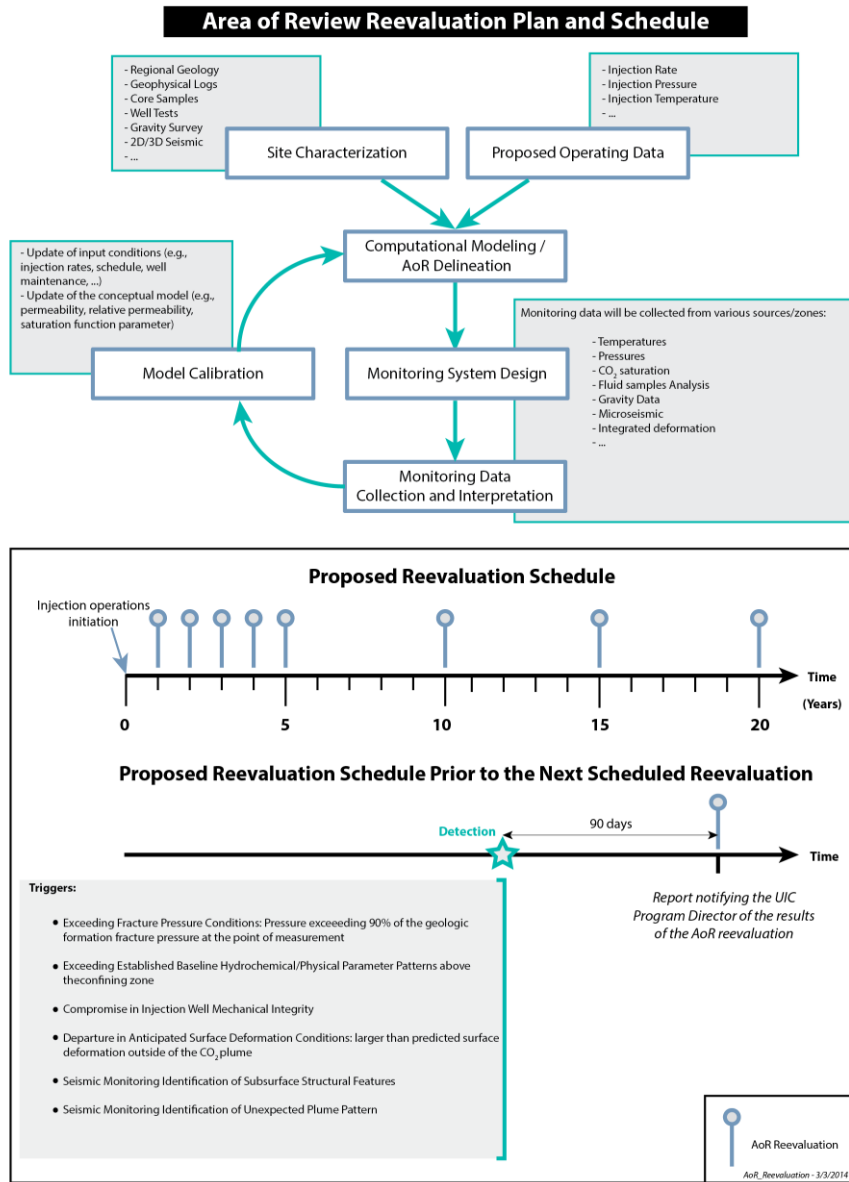 Area of Review Reevaluation Plan and Schedule
- Regional Geology
- Geophysical Logs
- Core Samples
- Well Tests
- Gravity Survey
- 2D/3D Seismic
- ...
- Injection Rate
- Injection Pressure
- Injection Temperature
- ...
Site Characterization
Proposed Operating Data
Computational Modeling /
AoR Delineation
- Update of input conditions (e.g.,
injection rates, schedule, well
maintenance, ...)
- Update of the conceptual model (e.g.,
permeability, relative permeability,
saturation function parameter)
Model Calibration
Monitoring System Design
Monitoring data will be collected from various sources/zones:
- Temperatures
- Pressures
- CO₂ saturation
- Fluid samples Analysis
- Gravity Data
- Microseismic
- Integrated deformation
- ...
Monitoring Data
Collection and Interpretation
Proposed Reevaluation Schedule
Injection operations
initiation
Time
(Years)
0 5 10 15 20
Proposed Reevaluation Schedule Prior to the Next Scheduled Reevaluation
Detection
90 days
Time
Triggers:
● Exceeding Fracture Pressure Conditions: Pressure exceeeding 90% of the geologic
formation fracture pressure at the point of measurement
● Exceeding Established Baseline Hydrochemical/Physical Parameter Patterns above
theconfining zone
● Compromise in Injection Well Mechanical Integrity
● Departure in Anticipated Surface Deformation Conditions: larger than predicted surface
deformation outside of the CO₂ plume
● Seismic Monitoring Identification of Subsurface Structural Features
● Seismic Monitoring Identification of Unexpected Plume Pattern
Report notifying the UIC
Program Director of the results
of the AoR reevaluation
AoR Reevaluation
AoR_Reevaluation - 3/3/2014